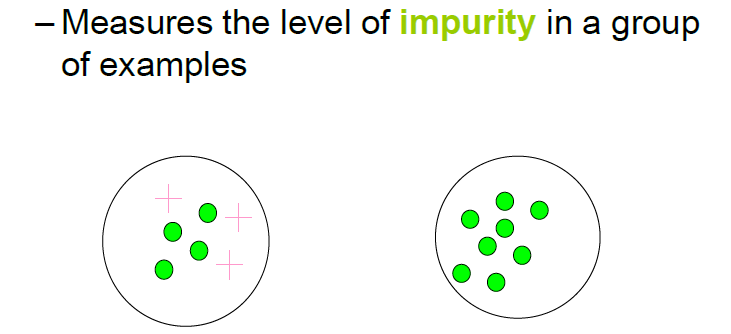 – Measures the level of impurity in a group
of examples